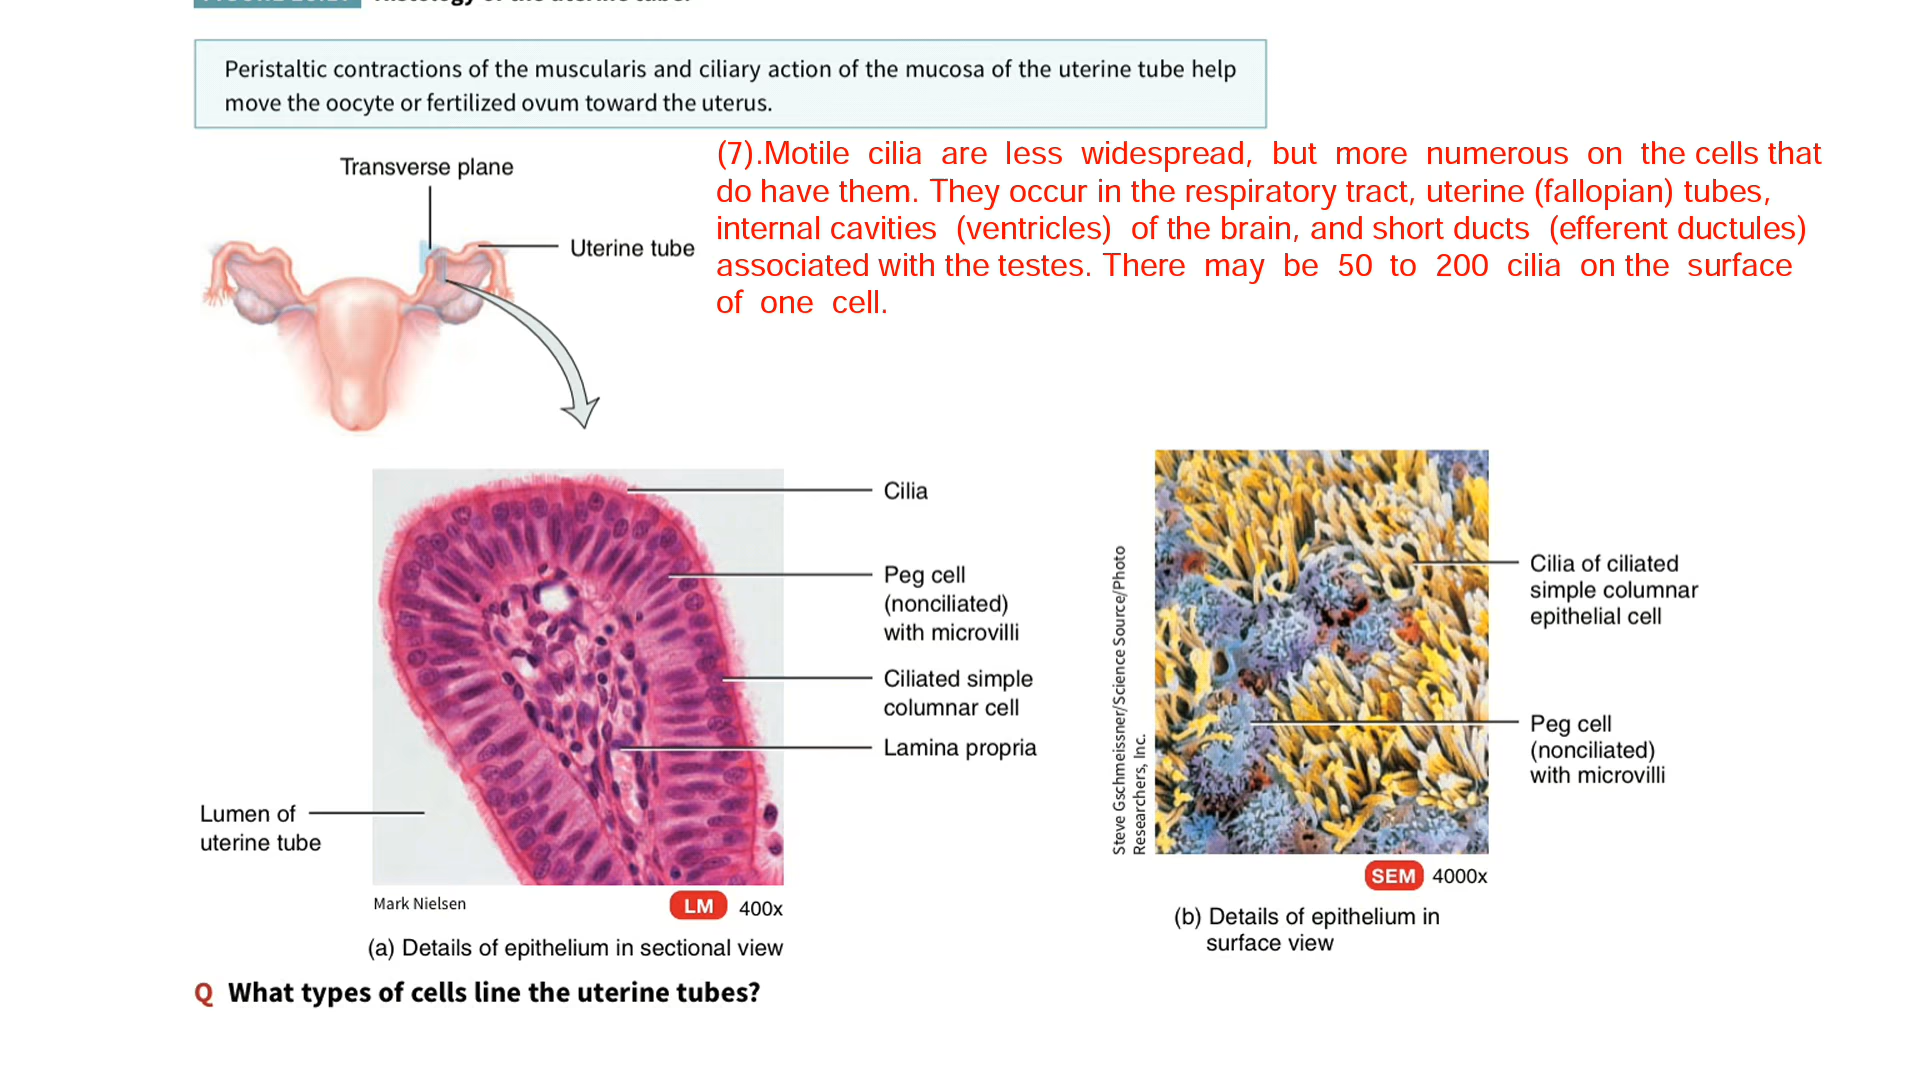 Histology of the uterine tube.
Peristaltic contractions of the muscularis and ciliary action of the mucosa of the uterine tube help
move the oocyte or fertilized ovum toward the uterus.
(7).Motile cilia are less widespread, but more numerous on the cells that
do have them. They occur in the respiratory tract, uterine (fallopian) tubes,
internal cavities (ventricles) of the brain, and short ducts (efferent ductules)
associated with the testes. There may be 50 to 200 cilia on the surface
of one cell.
Transverse plane
Uterine tube
Cilia
Peg cell
(nonciliated)
with microvilli
Ciliated simple
columnar cell
Lamina propria
Lumen of
uterine tube
Mark Nielsen
LM 400x
(a) Details of epithelium in sectional view
Steve Gschmeissner/Science Source/Photo
Researchers, Inc.
Cilia of ciliated
simple columnar
epithelial cell
Peg cell
(nonciliated)
with microvilli
SEM 4000x
(b) Details of epithelium in
surface view
Q What types of cells line the uterine tubes?